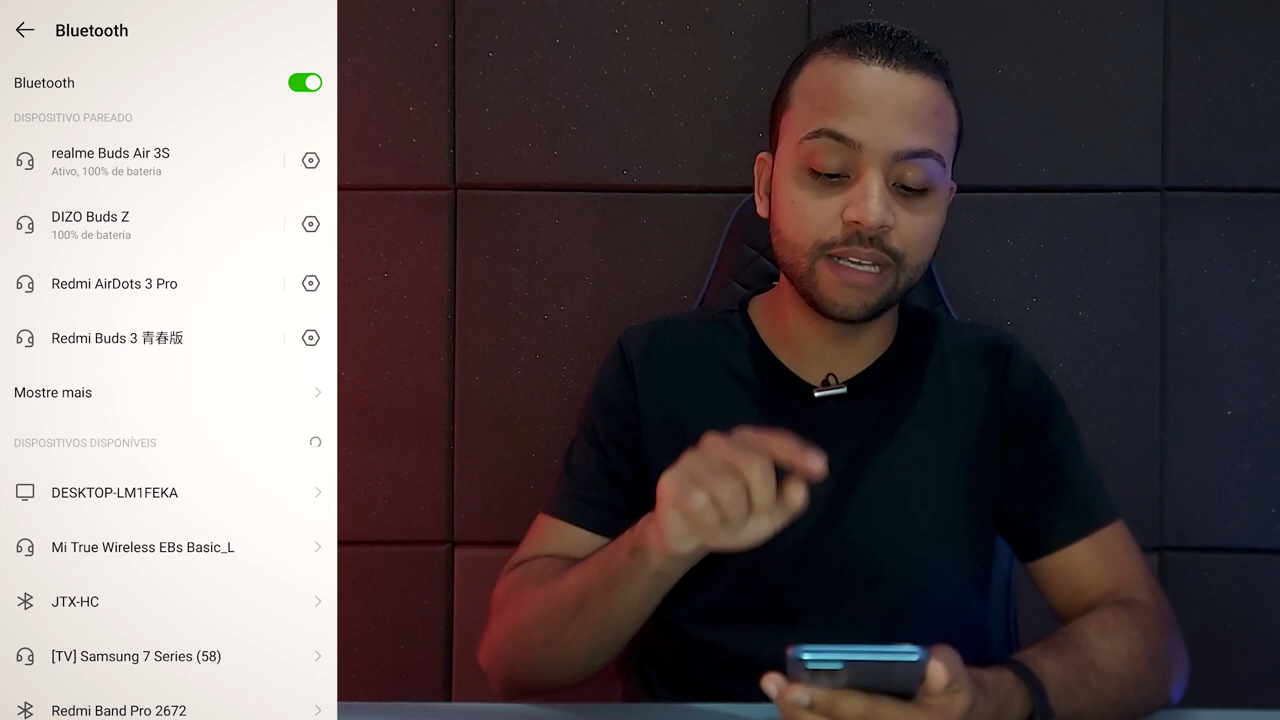 Bluetooth
Bluetooth
DISPOSITIVO PAREADO
realme Buds Air 3S
Ativo, 100% de bateria
DIZO Buds Z
100% de bateria
Redmi AirDots 3 Pro
Redmi Buds 3 青春版
Mostre mais
DISPOSITIVOS DISPONÍVEIS
DESKTOP-LM1FEKA
Mi True Wireless EBs Basic_L
JTX-HC
[TV] Samsung 7 Series (58)
Redmi Band Pro 2672